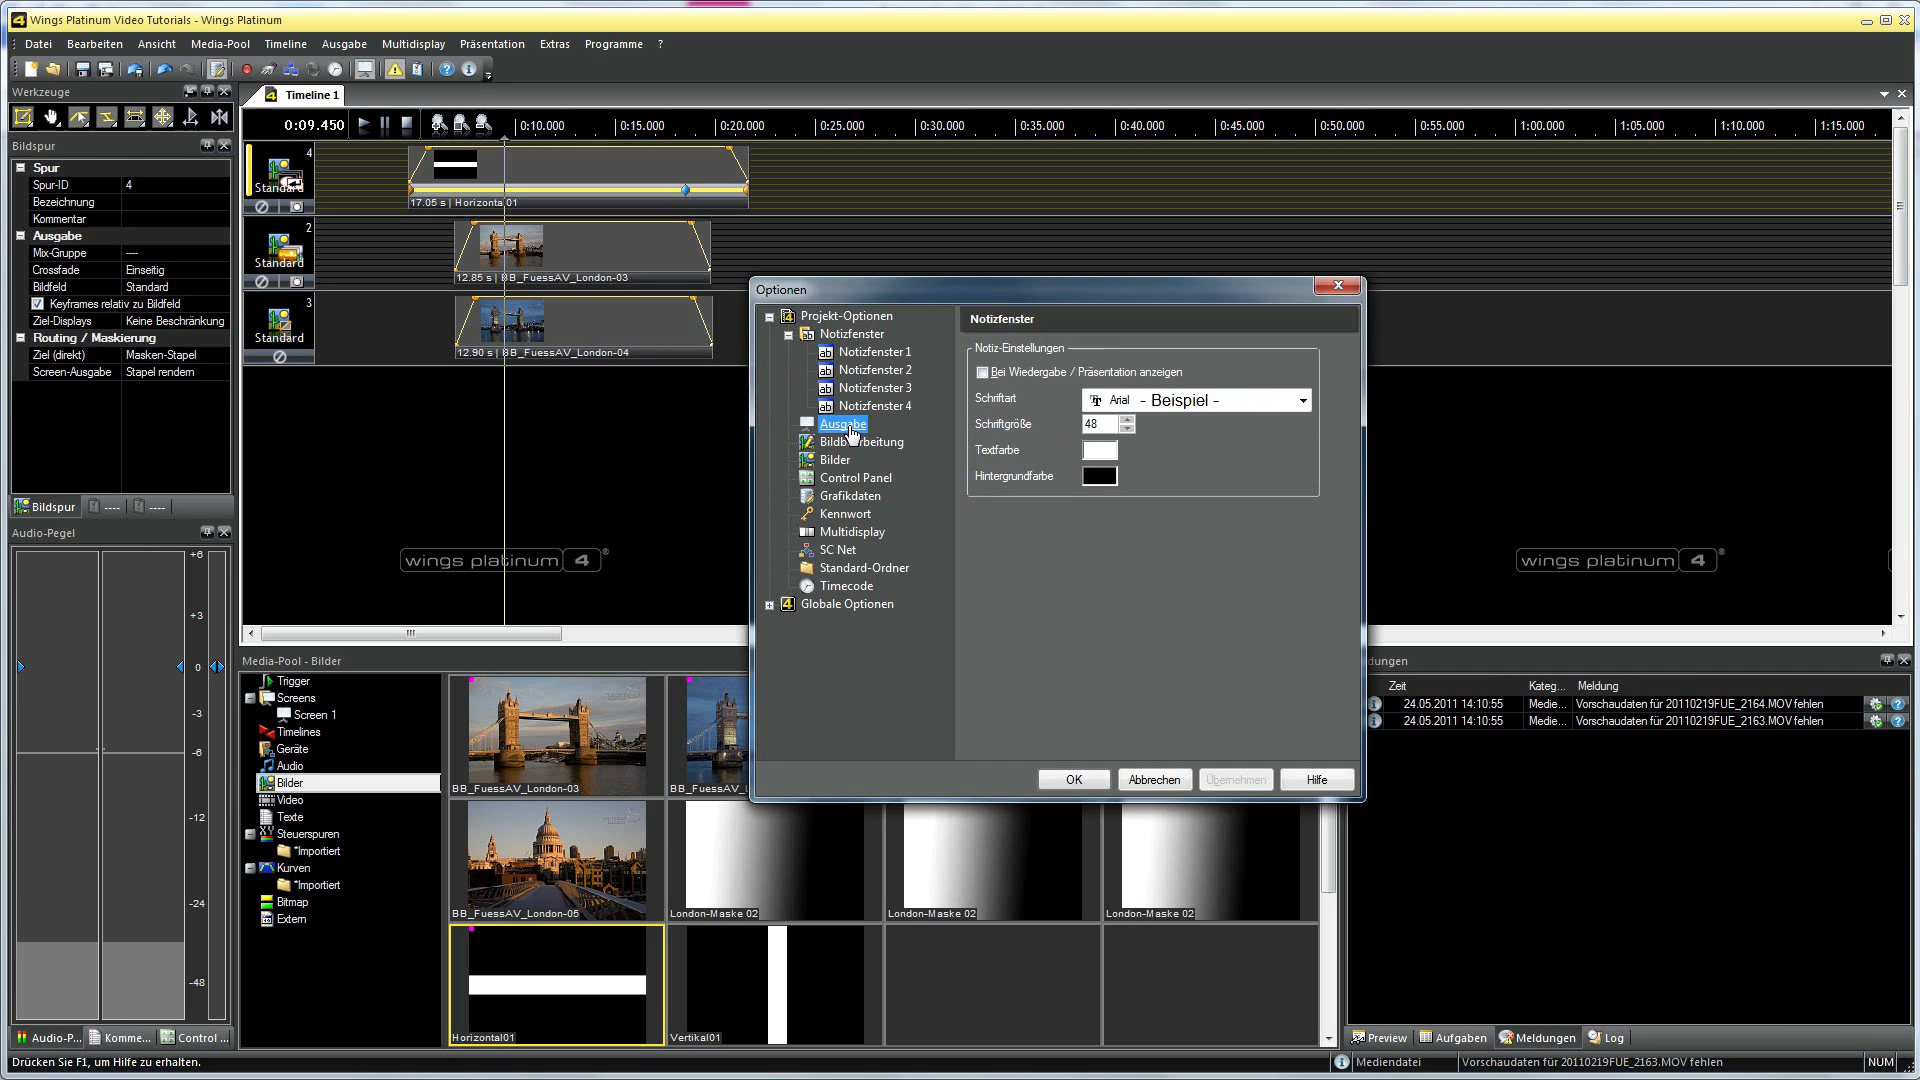 Wings Platinum Video Tutorials - Wings Platinum
Datei Bearbeiten Ansicht Media-Pool Timeline Ausgabe Multidisplay Präsentation Extras Programme ?
Werkzeuge
Timeline 1
0:09.450
0:10.000 0:15.000 0:20.000 0:25.000 0:30.000 0:35.000 0:40.000 0:45.000 0:50.000 0:55.000 1:00.000 1:05.000 1:10.000 1:15.000
Bildspur
Spur
Spur-ID 4
Bezeichnung
Kommentar
Ausgabe
Mix-Gruppe ----
Crossfade Einseitig
Bildfeld Standard
Keyframes relativ zu Bildfeld
Ziel-Displays Keine Beschränkung
Routing / Maskierung
Ziel (direkt) Masken-Stapel
Screen-Ausgabe Stapel rendern
Bildspur ---- ----
4
Standard
17.05 s | Horizontal01
2
Standard
12.85 s | BB_FuessAV_London-03
3
Standard
12.90 s | BB_FuessAV_London-04
wings platinum 4 ®
wings platinum 4 ®
Audio-Pegel
+6
+3
0
-3
-6
-12
-24
-48
Audio-P... Komme... Control ...
Media-Pool - Bilder
Trigger
Screens
Screen 1
Timelines
Geräte
Audio
Bilder
Video
Texte
Steuerspuren
*Importiert
Kurven
*Importiert
Bitmap
Extern
BB_FuessAV_London-03
BB_FuessAV_L
BB_FuessAV_London-05
London-Maske 02
London-Maske 02
London-Maske 02
Horizontal01
Vertikal01
Optionen
Projekt-Optionen
Notizfenster
Notizfenster 1
Notizfenster 2
Notizfenster 3
Notizfenster 4
Ausgabe
Bildbearbeitung
Bilder
Control Panel
Grafikdaten
Kennwort
Multidisplay
SC Net
Standard-Ordner
Timecode
Globale Optionen
Notizfenster
Notiz-Einstellungen
Bei Wiedergabe / Präsentation anzeigen
Schriftart Arial - Beispiel -
Schriftgröße 48
Textfarbe
Hintergrundfarbe
OK Abbrechen Übernehmen Hilfe
dungen
Zeit Kateg... Meldung
24.05.2011 14:10:55 Medie... Vorschaudaten für 20110219FUE_2164.MOV fehlen
24.05.2011 14:10:55 Medie... Vorschaudaten für 20110219FUE_2163.MOV fehlen
Preview Aufgaben Meldungen Log
Drücken Sie F1, um Hilfe zu erhalten.
Mediendatei Vorschaudaten für 20110219FUE_2163.MOV fehlen NUM